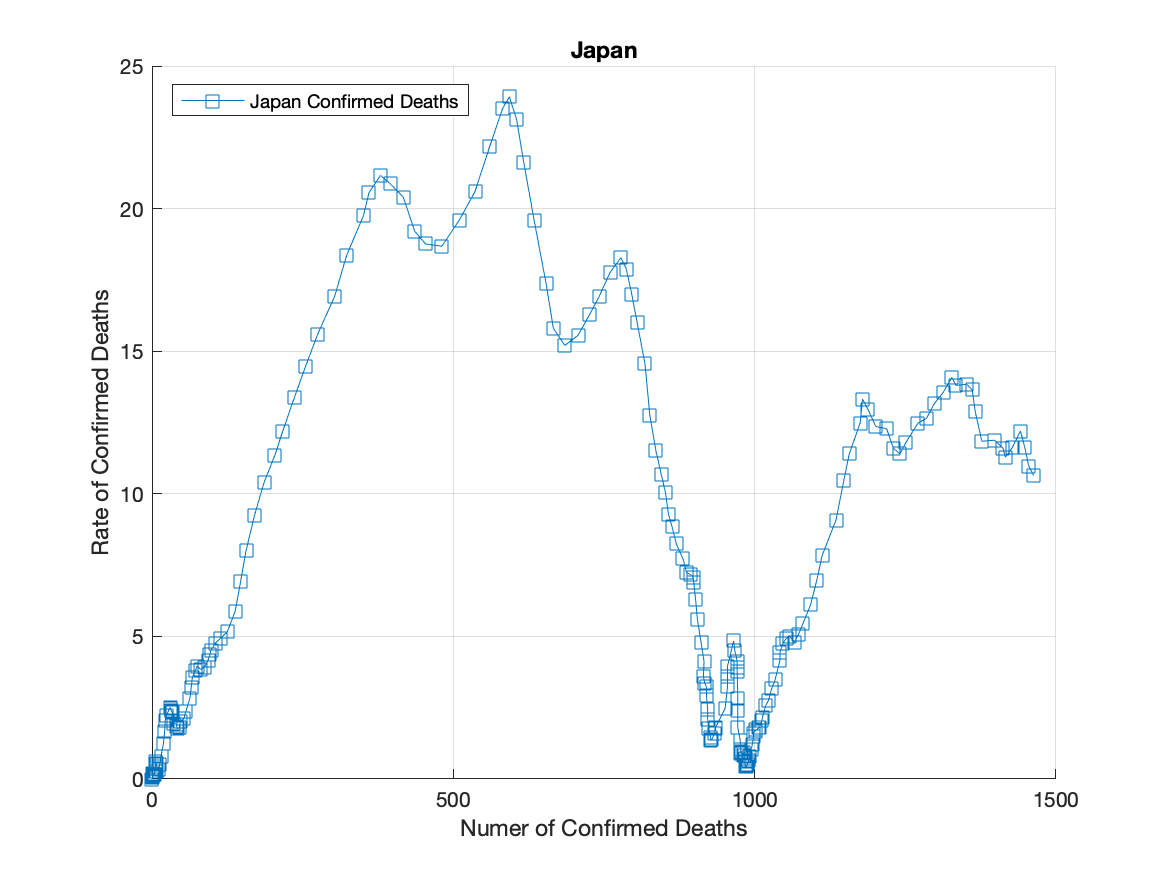 Japan
25
Japan Confirmed Deaths
20
15
10
5
0
Rate of Confirmed Deaths
0 500 1000 1500
Numer of Confirmed Deaths